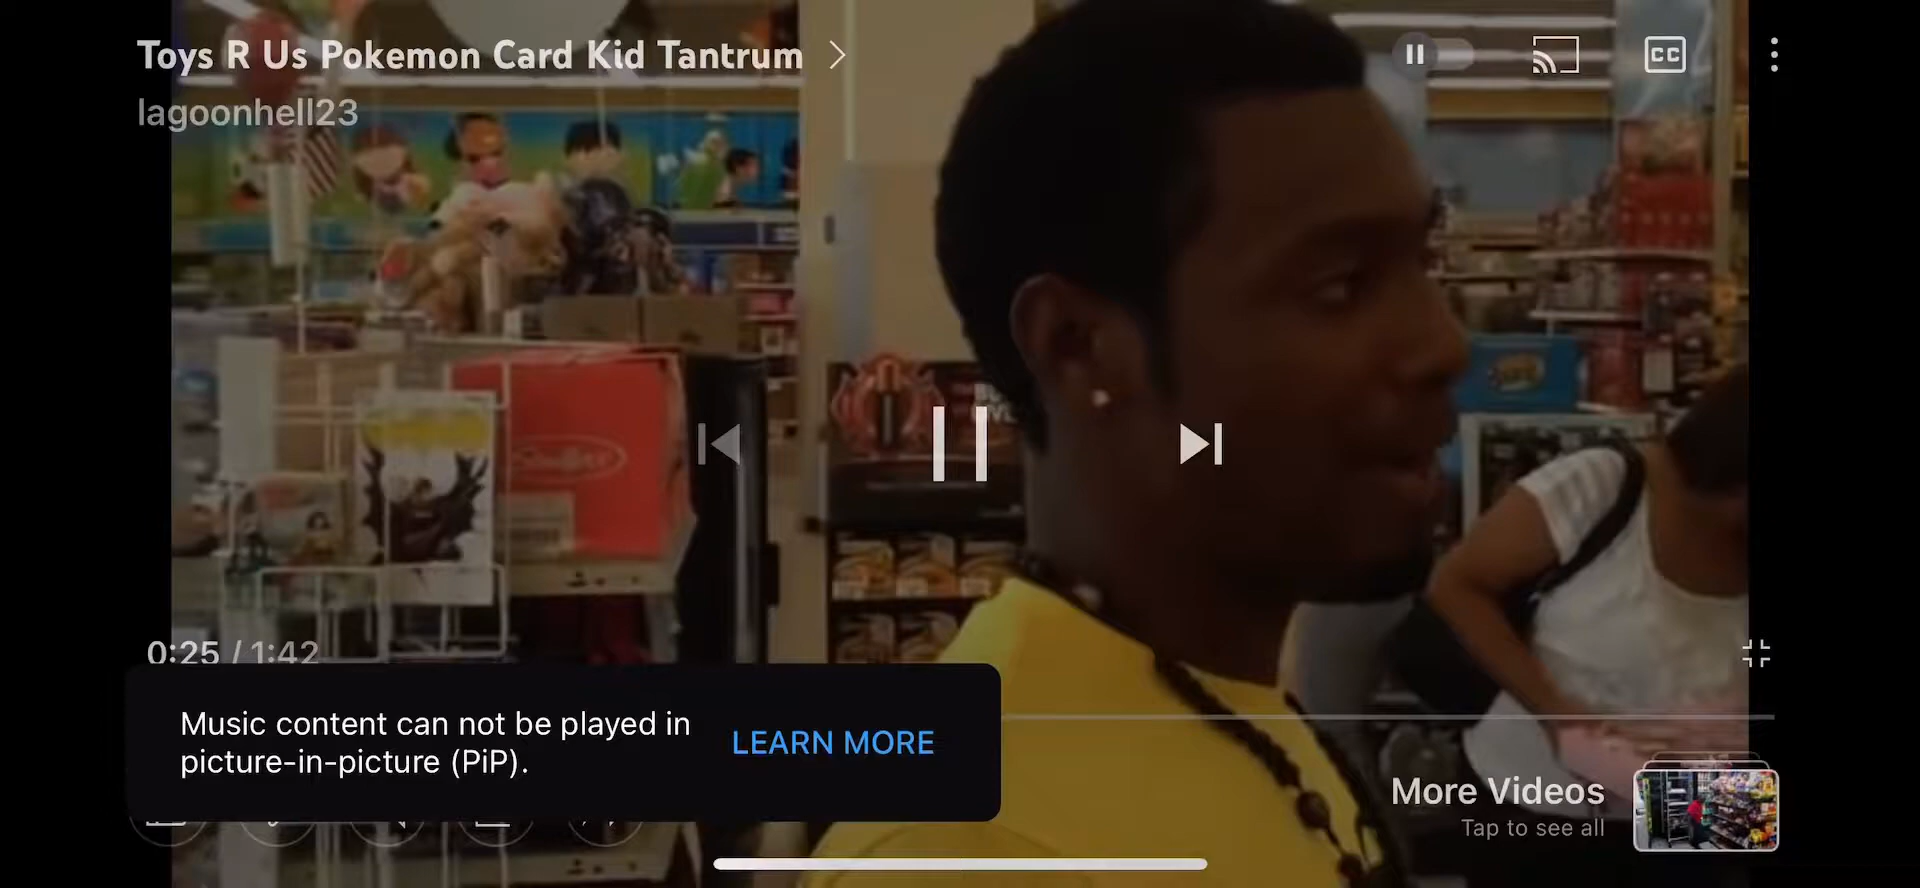 Toys R Us Pokemon Card Kid Tantrum
CC
lagoonhell23
0:25 / 1:42
Music content can not be played in
picture-in-picture (PiP).
LEARN MORE
More Videos
Tap to see all